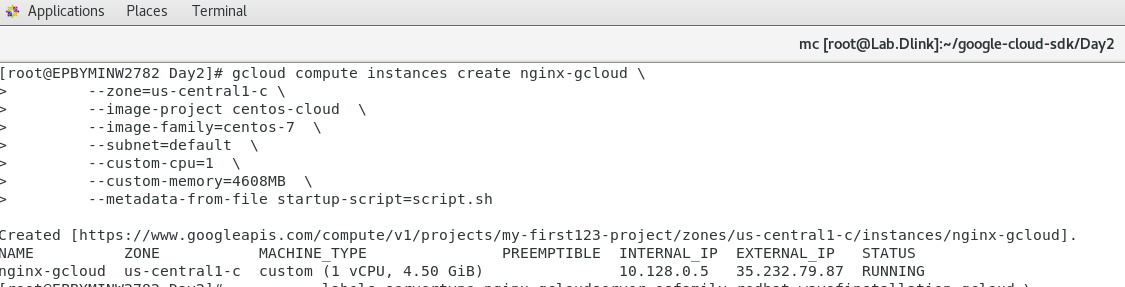 Applications Places Terminal
mc [root@Lab.Dlink]:~/google-cloud-sdk/Day2
[root@EPBYMINW2782 Day2]# gcloud compute instances create nginx-gcloud \
> --zone=us-central1-c \
> --image-project centos-cloud \
> --image-family=centos-7 \
> --subnet=default \
> --custom-cpu=1 \
> --custom-memory=4608MB \
> --metadata-from-file startup-script=script.sh
Created [https://www.googleapis.com/compute/v1/projects/my-first123-project/zones/us-central1-c/instances/nginx-gcloud].
NAME ZONE MACHINE_TYPE PREEMPTIBLE INTERNAL_IP EXTERNAL_IP STATUS
nginx-gcloud us-central1-c custom (1 vCPU, 4.50 GiB) 10.128.0.5 35.232.79.87 RUNNING
[root@EPBYMINW2782 Day2]#